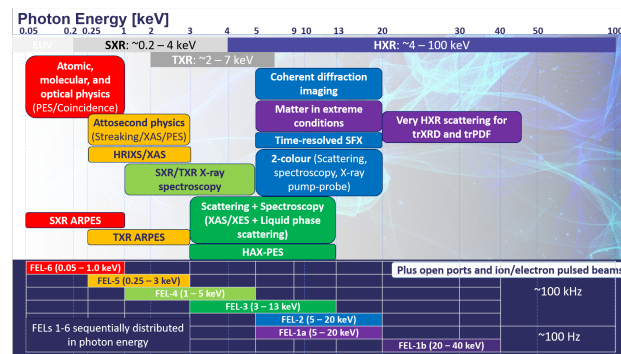 Photon Energy [keV]
0.05 0.2 0.25 1 2 3 4 5 9 10 13 20 40 50 100
EUV
SXR: ~0.2 – 4 keV
HXR: ~4 – 100 keV
TXR: ~2 – 7 keV
Atomic,
molecular, and
optical physics
(PES/Coincidence)
Attosecond physics
(Streaking/XAS/PES)
HRIXS/XAS
SXR/TXR X-ray
spectroscopy
Coherent diffraction
imaging
Matter in extreme
conditions
Time-resolved SFX
2-colour (Scattering,
spectroscopy, X-ray
pump-probe)
Very HXR scattering for
trXRD and trPDF
Scattering + Spectroscopy
(XAS/XES + Liquid phase
scattering)
SXR ARPES
TXR ARPES
HAX-PES
FEL-6 (0.05 – 1.0 keV)
Plus open ports and ion/electron pulsed beams
FEL-5 (0.25 – 3 keV)
FEL-4 (1 – 5 keV)
~100 kHz
FEL-3 (3 – 13 keV)
FELs 1-6 sequentially distributed
in photon energy
FEL-2 (5 – 20 keV)
FEL-1a (5 – 20 keV)
~100 Hz
FEL-1b (20 – 40 keV)